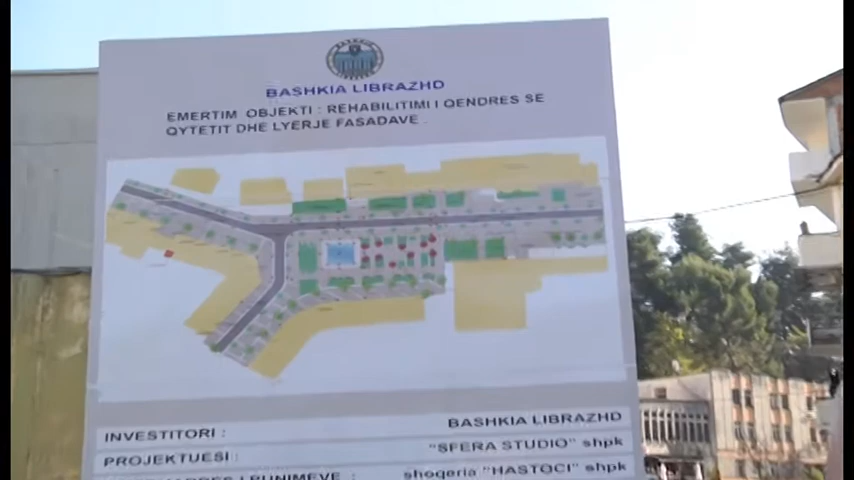 BASHKIA LIBRAZHD
EMERTIM OBJEKTI : REHABILITIMI I QENDRES SE
QYTETIT DHE LYERJE FASADAVE .
INVESTITORI : BASHKIA LIBRAZHD
PROJEKTUESI : "SFERA STUDIO" shpk
I PUNIMEVE : shoqeria "HASTOCI" shpk